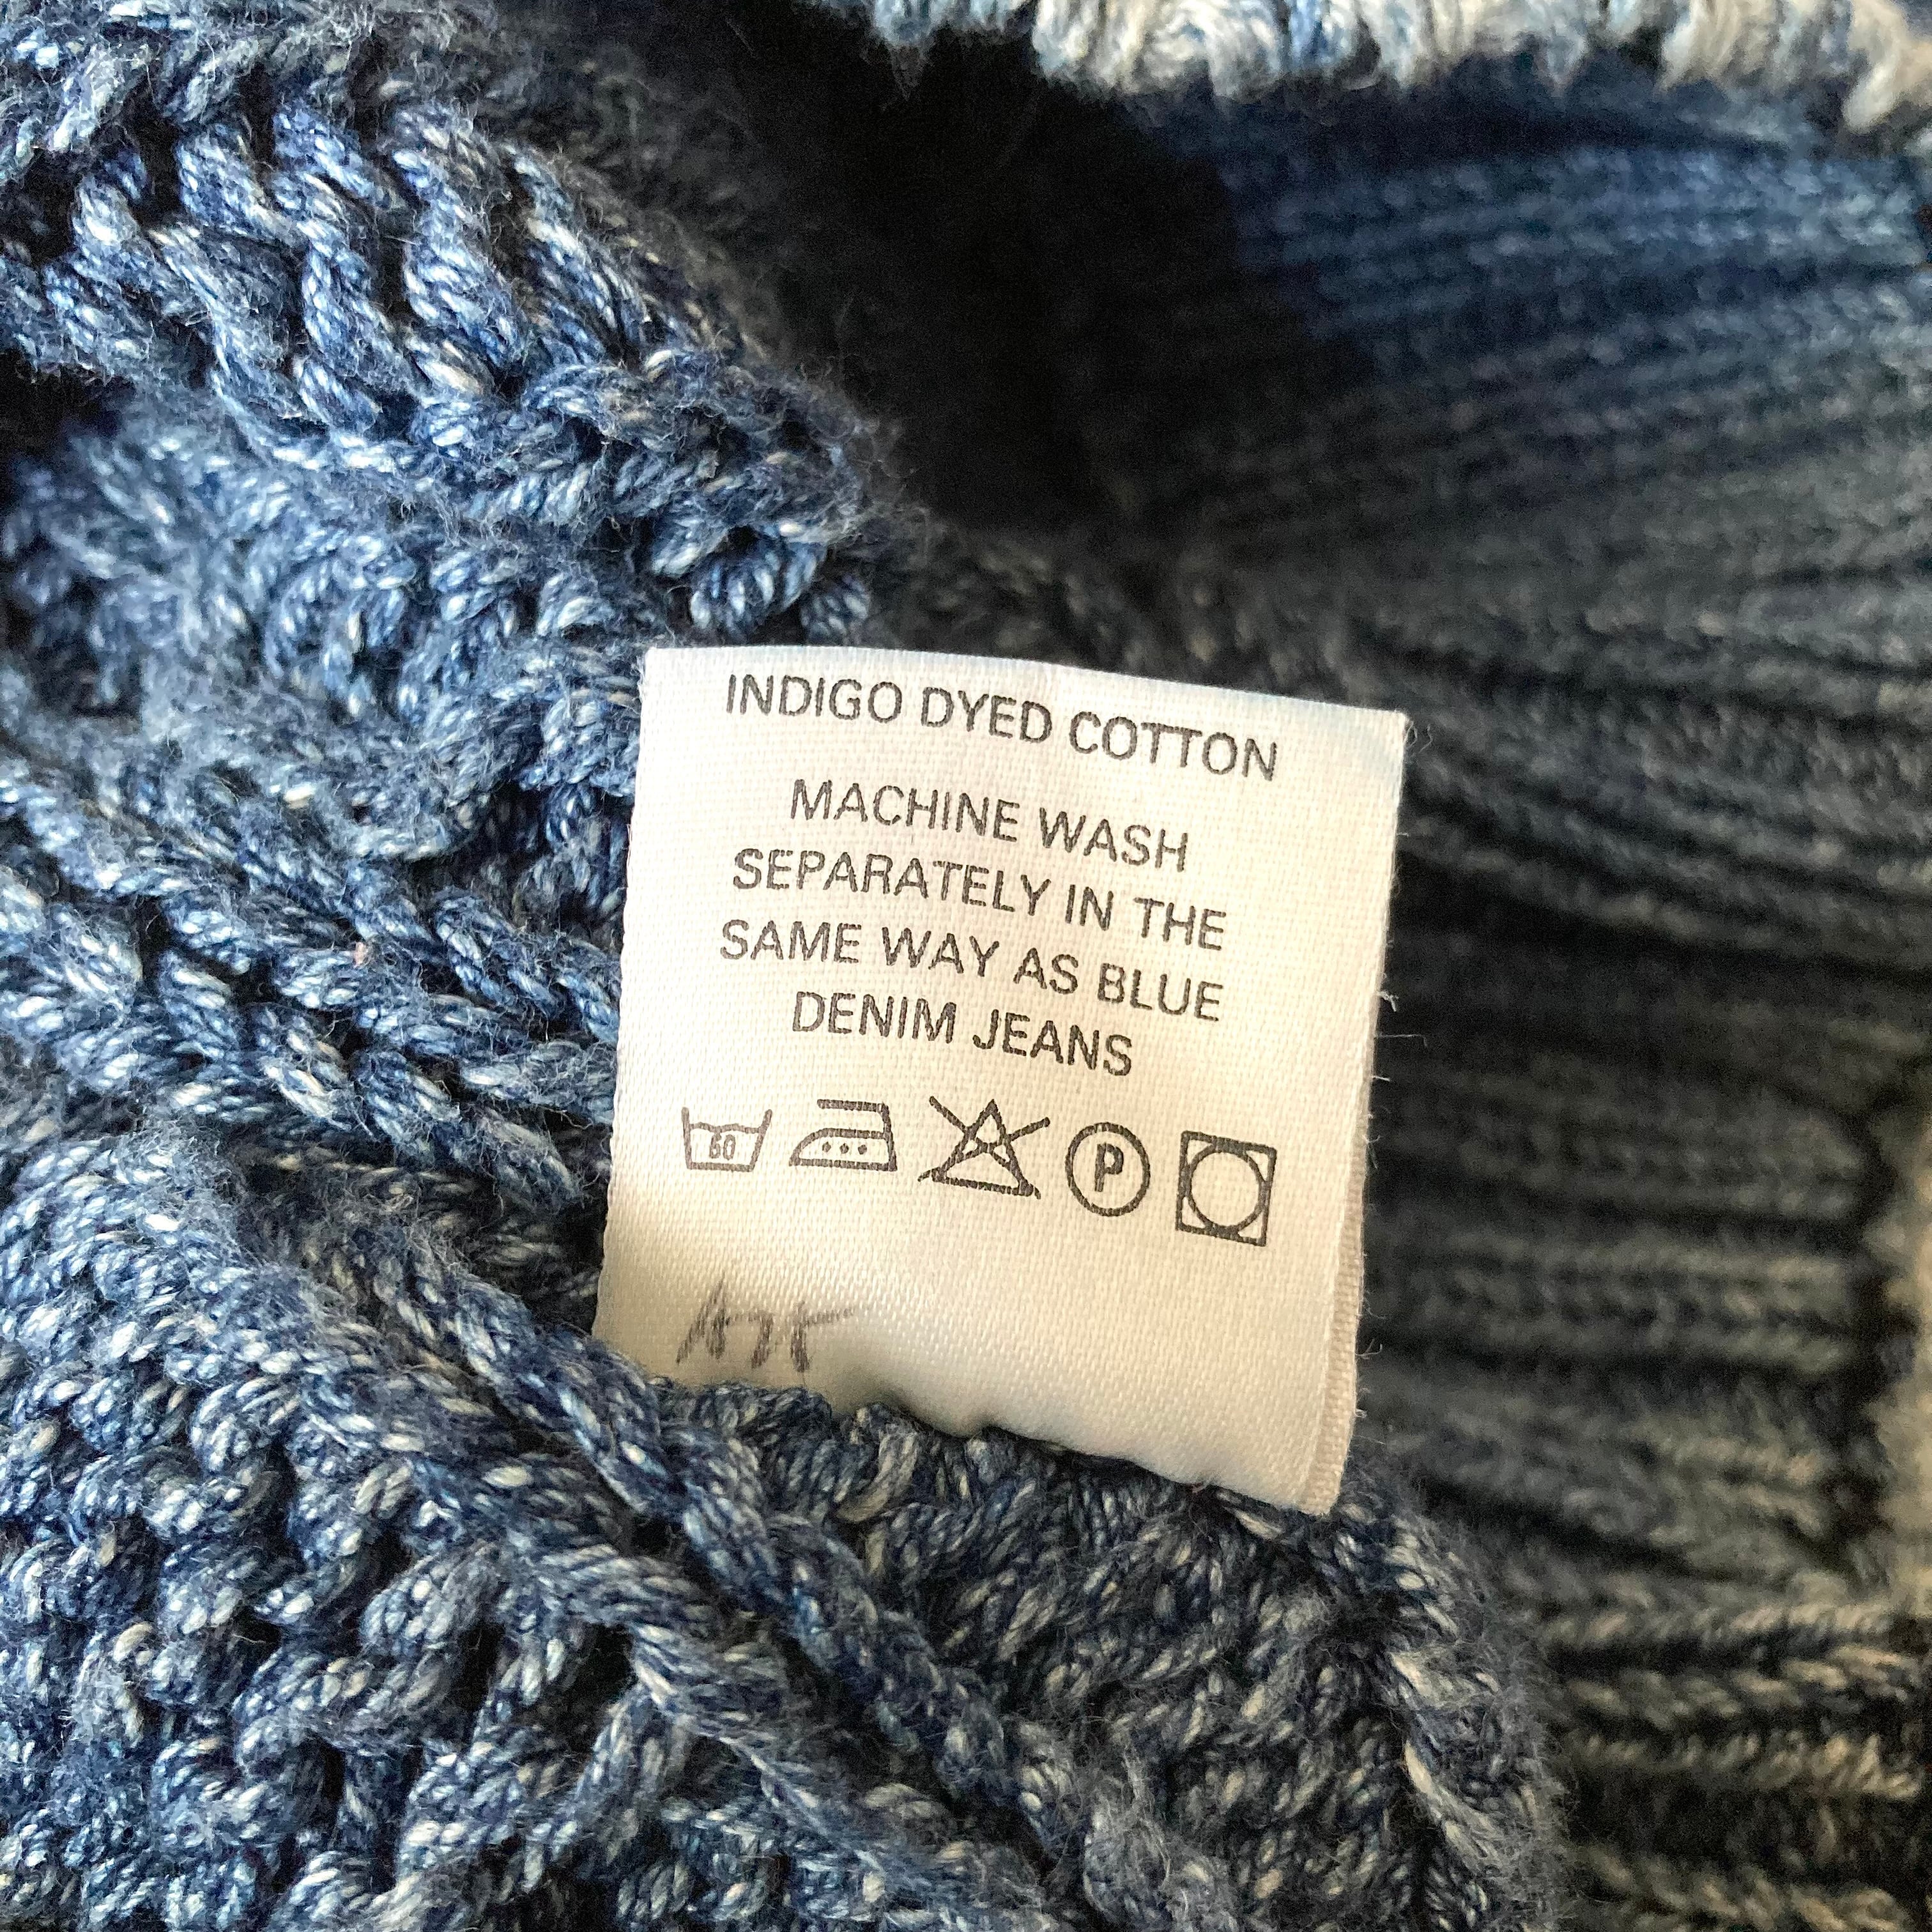 INDIGO DYED COTTON
MACHINE WASH
SEPARATELY IN THE
SAME WAY AS BLUE
DENIM JEANS
60 P